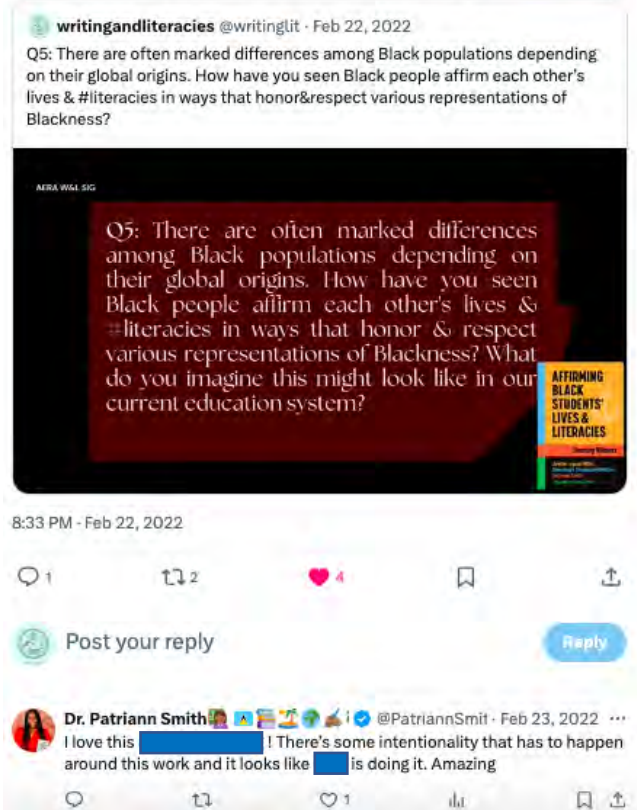 writingandliteracies @writinglit · Feb 22, 2022
Q5: There are often marked differences among Black populations depending
on their global origins. How have you seen Black people affirm each other's
lives & #literacies in ways that honor&respect various representations of
Blackness?
AERA W&L SIG
Q5: There are often marked differences
among Black populations depending on
their global origins. How have you seen
Black people affirm each other's lives &
#literacies in ways that honor & respect
various representations of Blackness? What
do you imagine this might look like in our
current education system?
AFFIRMING
BLACK
STUDENTS'
LIVES &
LITERACIES
8:33 PM · Feb 22, 2022
1 2 4
Post your reply
Reply
Dr. Patriann Smith @PatriannSmit · Feb 23, 2022 ···
I love this ! There's some intentionality that has to happen
around this work and it looks like is doing it. Amazing
1